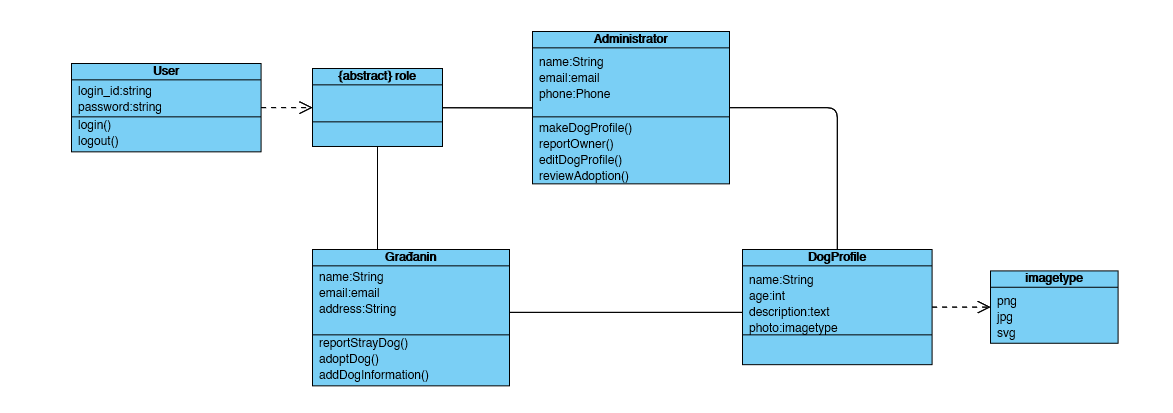 User
login_id:string
password:string
login()
logout()
{abstract} role
Administrator
name:String
email:email
phone:Phone
makeDogProfile()
reportOwner()
editDogProfile()
reviewAdoption()
Građanin
name:String
email:email
address:String
reportStrayDog()
adoptDog()
addDogInformation()
DogProfile
name:String
age:int
description:text
photo:imagetype
imagetype
png
jpg
svg